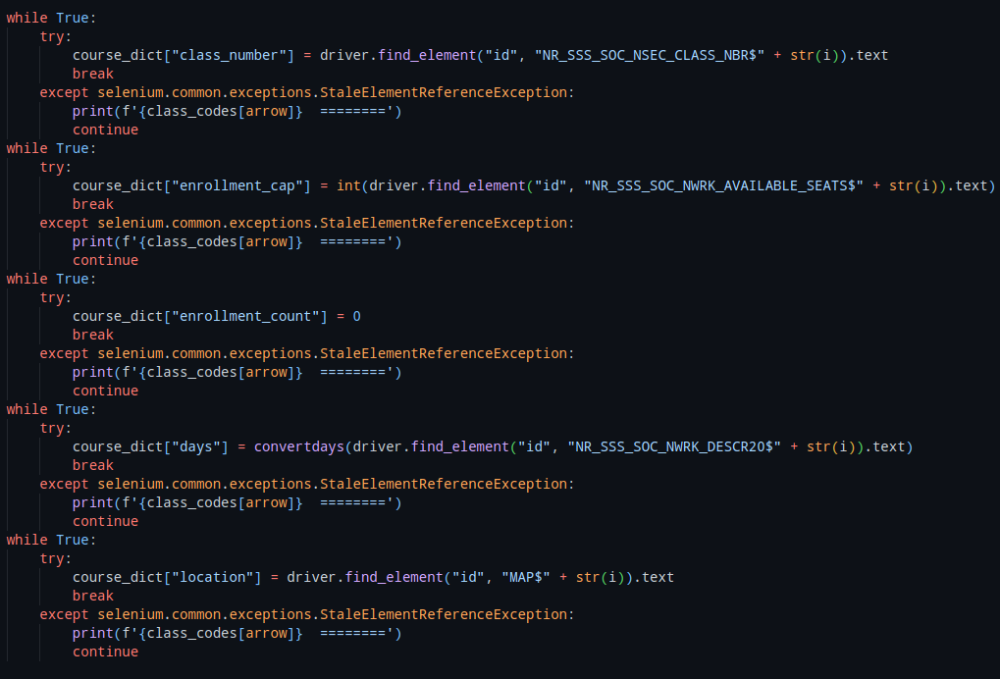 while True:
    try:
        course_dict["class_number"] = driver.find_element("id", "NR_SSS_SOC_NSEC_CLASS_NBR$" + str(i)).text
        break
    except selenium.common.exceptions.StaleElementReferenceException:
        print(f'{class_codes[arrow]}  ========')
        continue
while True:
    try:
        course_dict["enrollment_cap"] = int(driver.find_element("id", "NR_SSS_SOC_NWRK_AVAILABLE_SEATS$" + str(i)).text)
        break
    except selenium.common.exceptions.StaleElementReferenceException:
        print(f'{class_codes[arrow]}  ========')
        continue
while True:
    try:
        course_dict["enrollment_count"] = 0
        break
    except selenium.common.exceptions.StaleElementReferenceException:
        print(f'{class_codes[arrow]}  ========')
        continue
while True:
    try:
        course_dict["days"] = convertdays(driver.find_element("id", "NR_SSS_SOC_NWRK_DESCR20$" + str(i)).text)
        break
    except selenium.common.exceptions.StaleElementReferenceException:
        print(f'{class_codes[arrow]}  ========')
        continue
while True:
    try:
        course_dict["location"] = driver.find_element("id", "MAP$" + str(i)).text
        break
    except selenium.common.exceptions.StaleElementReferenceException:
        print(f'{class_codes[arrow]}  ========')
        continue